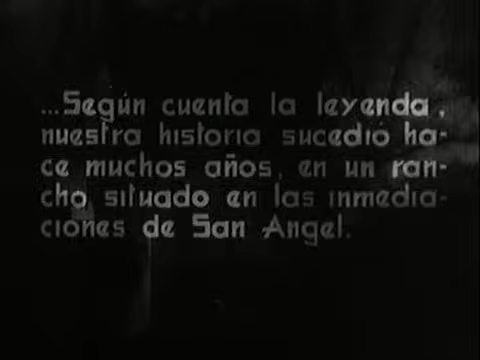 ...Según cuenta la leyenda,
nuestra historia sucedió ha-
ce muchos años, en un ran-
cho situado en las inmedia-
ciones de San Angel.